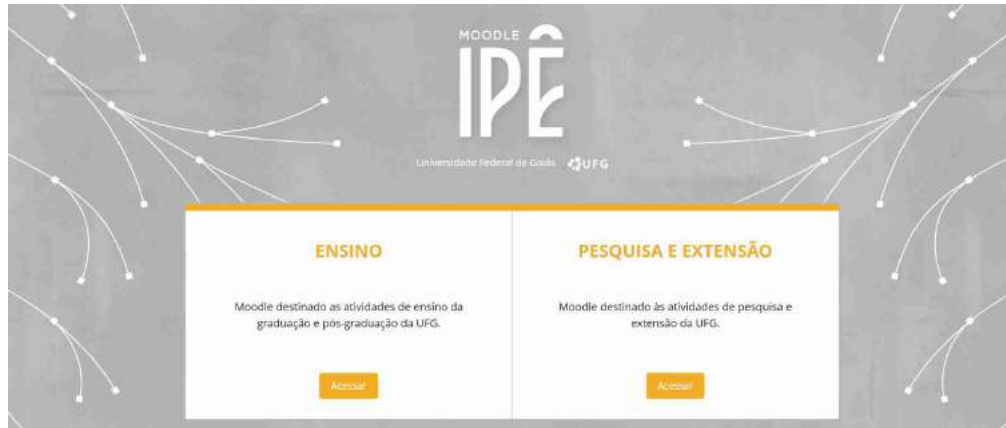 MOODLE
IPÊ
Universidade Federal de Goiás UFG
ENSINO
Moodle destinado as atividades de ensino da
graduação e pós-graduação da UFG.
Acessar
PESQUISA E EXTENSÃO
Moodle destinado às atividades de pesquisa e
extensão da UFG.
Acessar